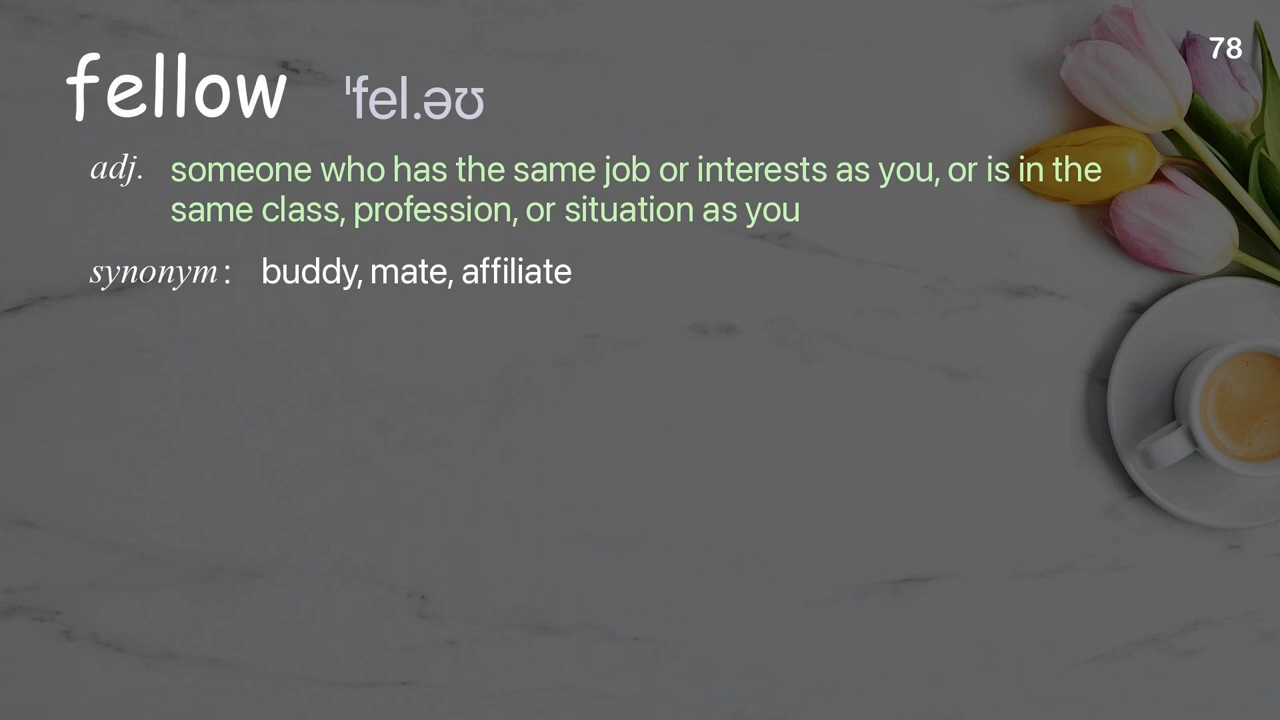 78
fellow ˈfel.əʊ
adj. someone who has the same job or interests as you, or is in the
same class, profession, or situation as you
synonym: buddy, mate, affiliate